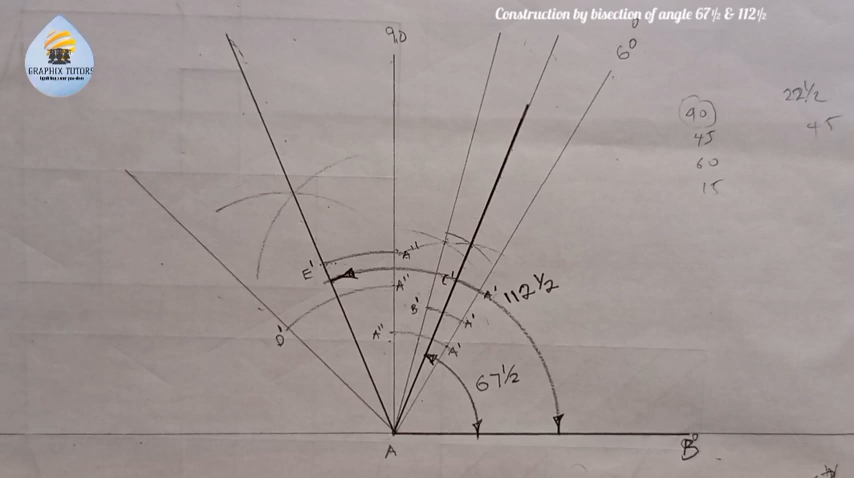 Construction by bisection of angle 67½ & 112½
GRAPHIX TUTORS
90
60
22½
45
90
45
60
15
A''
E'
A''
C'
A'
112½
B'
A'
D'
A''
A'
67½
A
B